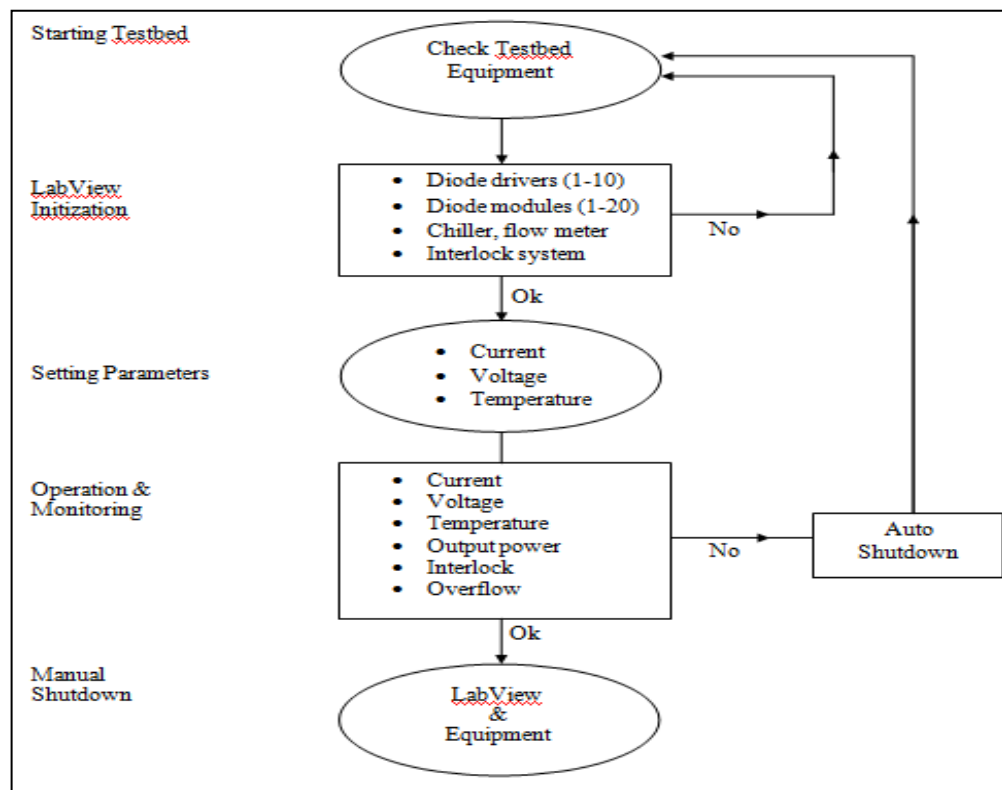 Starting Testbed
Check Testbed
Equipment
LabView
Initization
• Diode drivers (1-10)
• Diode modules (1-20)
• Chiller, flow meter
• Interlock system
No
Ok
Setting Parameters
• Current
• Voltage
• Temperature
Operation &
Monitoring
• Current
• Voltage
• Temperature
• Output power
• Interlock
• Overflow
No
Auto
Shutdown
Ok
Manual
Shutdown
LabView
&
Equipment